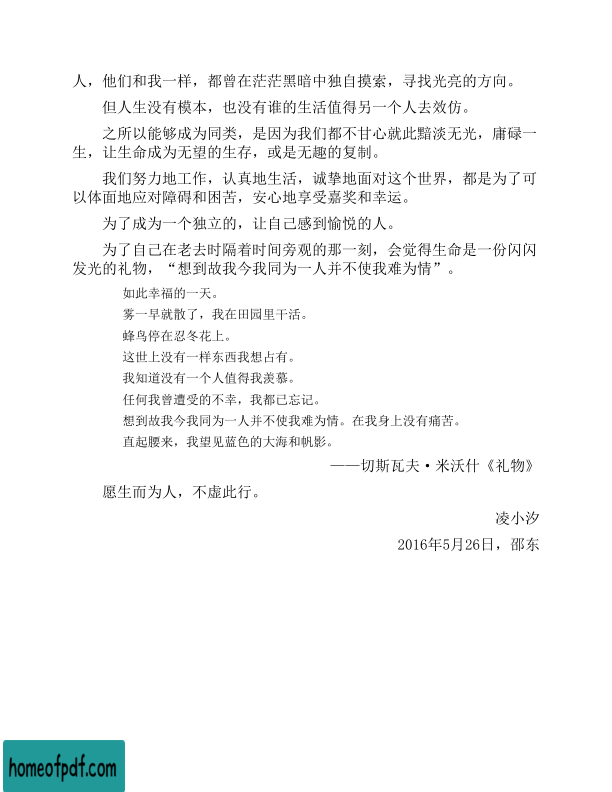 人，他们和我一样，都曾在茫茫黑暗中独自摸索，寻找光亮的方向。
但人生没有模本，也没有谁的生活值得另一个人去效仿。
之所以能够成为同类，是因为我们都不甘心就此黯淡无光，庸碌一
生，让生命成为无望的生存，或是无趣的复制。
我们努力地工作，认真地生活，诚挚地面对这个世界，都是为了可
以体面地应对障碍和困苦，安心地享受嘉奖和幸运。
为了成为一个独立的，让自己感到愉悦的人。
为了自己在老去时隔着时间旁观的那一刻，会觉得生命是一份闪闪
发光的礼物，“想到故我今我同为一人并不使我难为情”。
如此幸福的一天。
雾一早就散了，我在田园里干活。
蜂鸟停在忍冬花上。
这世上没有一样东西我想占有。
我知道没有一个人值得我羡慕。
任何我曾遭受的不幸，我都已忘记。
想到故我今我同为一人并不使我难为情。在我身上没有痛苦。
直起腰来，我望见蓝色的大海和帆影。
——切斯瓦夫·米沃什《礼物》
愿生而为人，不虚此行。
凌小汐
2016年5月26日，邵东
homeofpdf.com